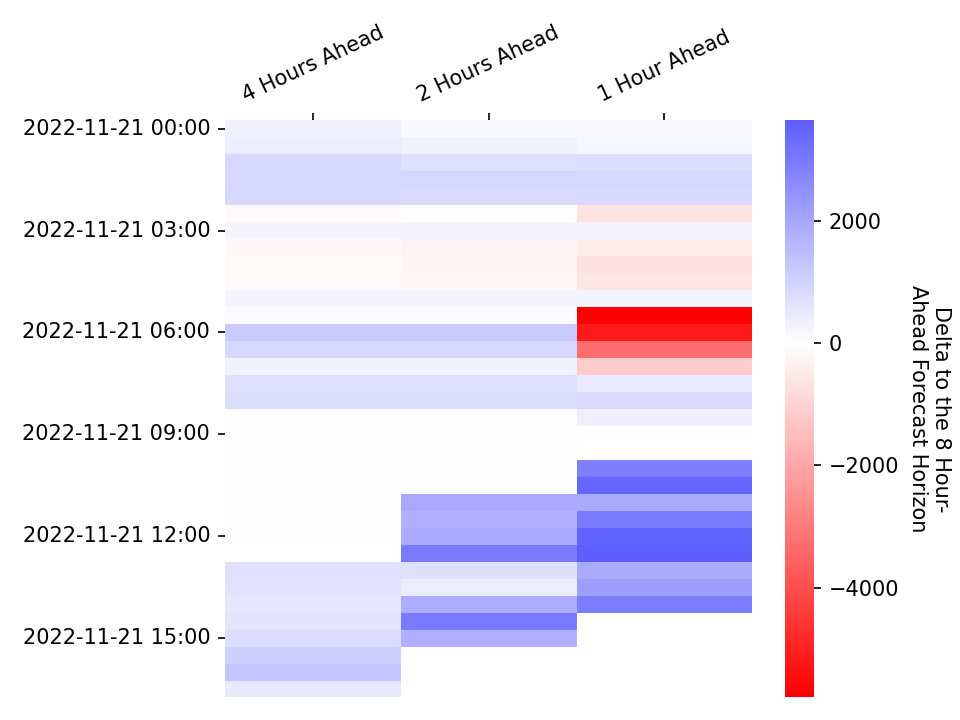 4 Hours Ahead
2 Hours Ahead
1 Hour Ahead
2022-11-21 00:00
2022-11-21 03:00
2022-11-21 06:00
2022-11-21 09:00
2022-11-21 12:00
2022-11-21 15:00
2000
0
−2000
−4000
Delta to the 8 Hour-
Ahead Forecast Horizon